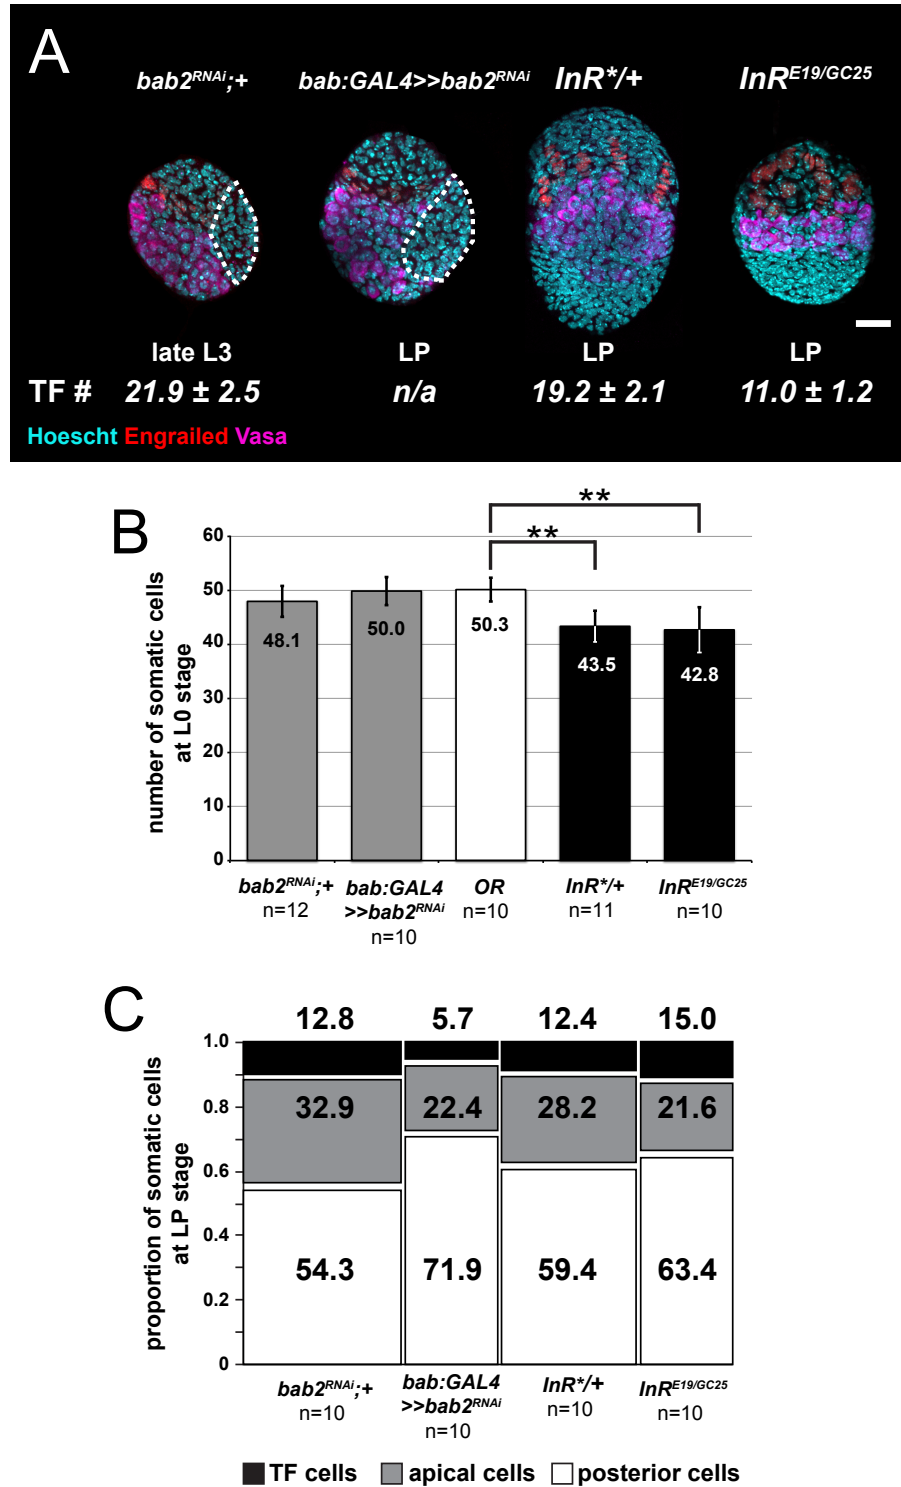 A
bab2RNAi;+ bab:GAL4>>bab2RNAi InR*/+ InRE19/GC25
late L3 LP LP LP
TF # 21.9 ± 2.5 n/a 19.2 ± 2.1 11.0 ± 1.2
Hoescht Engrailed Vasa
B
number of somatic cells
at L0 stage
60
50
40
30
20
10
0
**
**
48.1 50.0 50.3 43.5 42.8
bab2RNAi;+ bab:GAL4 OR InR*/+ InRE19/GC25
n=12 >>bab2RNAi n=10 n=11 n=10
n=10
C
proportion of somatic cells
at LP stage
12.8 5.7 12.4 15.0
1.0
0.8
0.6
0.4
0.2
0
32.9 22.4 28.2 21.6
54.3 71.9 59.4 63.4
bab2RNAi;+ bab:GAL4 InR*/+ InRE19/GC25
n=10 >>bab2RNAi n=10 n=10
n=10
TF cells apical cells posterior cells